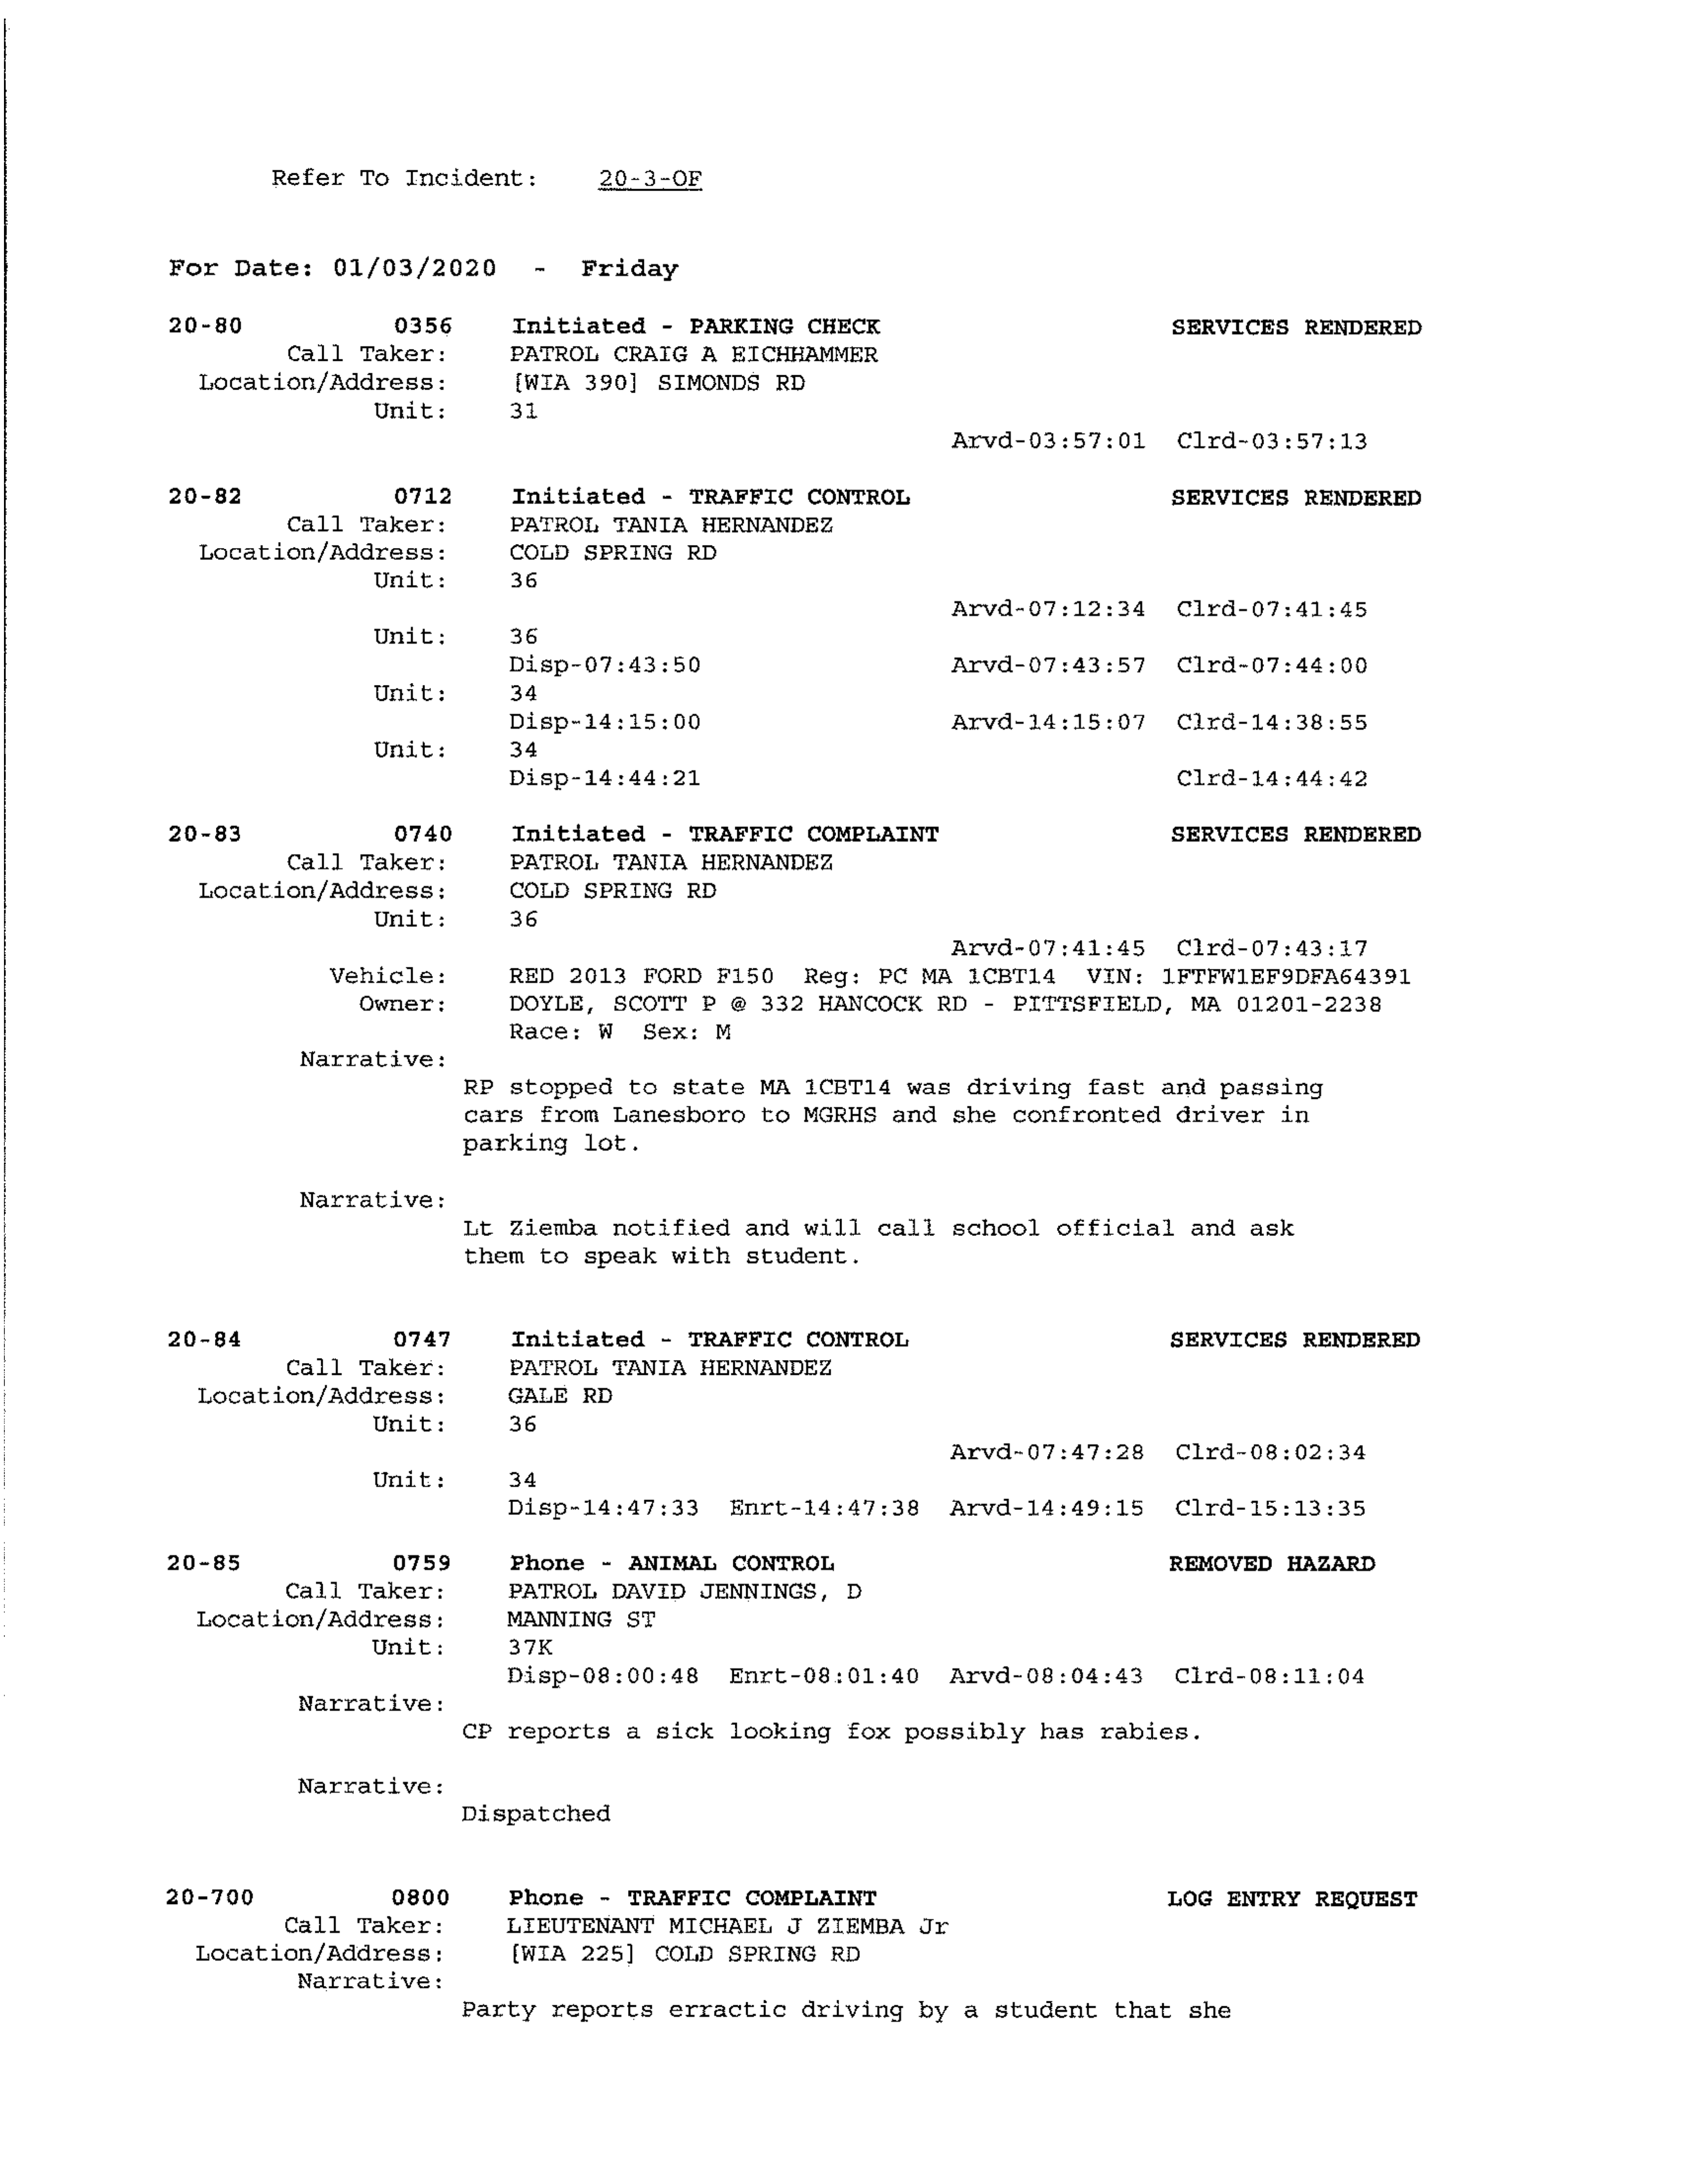 Refer To Incident: 20-3-OF
For Date: 01/03/2020 - Friday
20-80 0356 Initiated - PARKING CHECK SERVICES RENDERED
Call Taker: PATROL CRAIG A EICHHAMMER
Location/Address: [WIA 390] SIMONDS RD
Unit: 31
Arvd-03:57:01 Clrd-03:57:13
20-82 0712 Initiated - TRAFFIC CONTROL SERVICES RENDERED
Call Taker: PATROL TANIA HERNANDEZ
Location/Address: COLD SPRING RD
Unit: 36
Arvd-07:12:34 Clrd-07:41:45
Unit: 36
Disp-07:43:50 Arvd-07:43:57 Clrd-07:44:00
Unit: 34
Disp-14:15:00 Arvd-14:15:07 Clrd-14:38:55
Unit: 34
Disp-14:44:21 Clrd-14:44:42
20-83 0740 Initiated - TRAFFIC COMPLAINT SERVICES RENDERED
Call Taker: PATROL TANIA HERNANDEZ
Location/Address: COLD SPRING RD
Unit: 36
Arvd-07:41:45 Clrd-07:43:17
Vehicle: RED 2013 FORD F150 Reg: PC MA 1CBT14 VIN: 1FTFW1EF9DFA64391
Owner: DOYLE, SCOTT P @ 332 HANCOCK RD - PITTSFIELD, MA 01201-2238
Race: W Sex: M
Narrative:
RP stopped to state MA 1CBT14 was driving fast and passing
cars from Lanesboro to MGRHS and she confronted driver in
parking lot.
Narrative:
Lt Ziemba notified and will call school official and ask
them to speak with student.
20-84 0747 Initiated - TRAFFIC CONTROL SERVICES RENDERED
Call Taker: PATROL TANIA HERNANDEZ
Location/Address: GALE RD
Unit: 36
Arvd-07:47:28 Clrd-08:02:34
Unit: 34
Disp-14:47:33 Enrt-14:47:38 Arvd-14:49:15 Clrd-15:13:35
20-85 0759 Phone - ANIMAL CONTROL REMOVED HAZARD
Call Taker: PATROL DAVID JENNINGS, D
Location/Address: MANNING ST
Unit: 37K
Disp-08:00:48 Enrt-08:01:40 Arvd-08:04:43 Clrd-08:11:04
Narrative:
CP reports a sick looking fox possibly has rabies.
Narrative:
Dispatched
20-700 0800 Phone - TRAFFIC COMPLAINT LOG ENTRY REQUEST
Call Taker: LIEUTENANT MICHAEL J ZIEMBA Jr
Location/Address: [WIA 225] COLD SPRING RD
Narrative:
Party reports erractic driving by a student that she